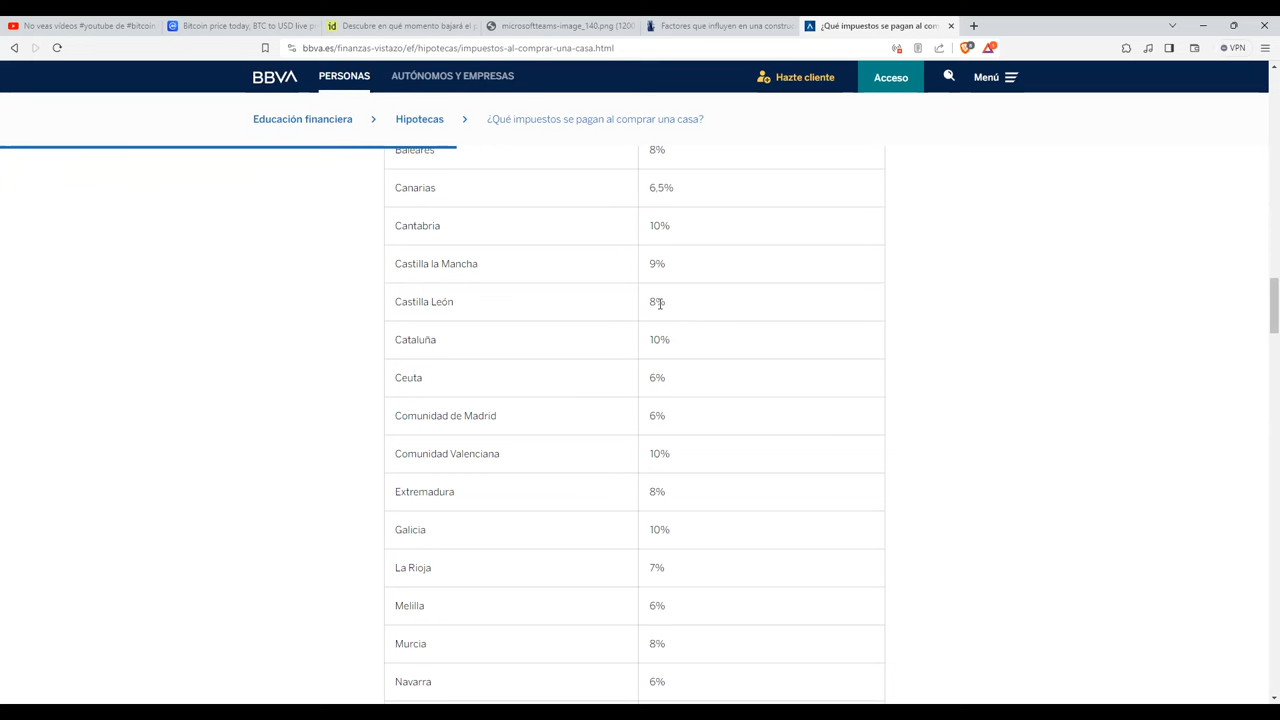 No veas vídeos #youtube de #bitcoin
Bitcoin price today, BTC to USD live p
Descubre en qué momento bajará el p
microsoftteams-image_140.png (1200
Factores que influyen en una construc
¿Qué impuestos se pagan al com
bbva.es/finanzas-vistazo/ef/hipotecas/impuestos-al-comprar-una-casa.html
VPN
BBVA
PERSONAS
AUTÓNOMOS Y EMPRESAS
Hazte cliente
Acceso
Menú
Educación financiera
Hipotecas
¿Qué impuestos se pagan al comprar una casa?
Baleares 8%
Canarias 6,5%
Cantabria 10%
Castilla la Mancha 9%
Castilla León 8%
Cataluña 10%
Ceuta 6%
Comunidad de Madrid 6%
Comunidad Valenciana 10%
Extremadura 8%
Galicia 10%
La Rioja 7%
Melilla 6%
Murcia 8%
Navarra 6%